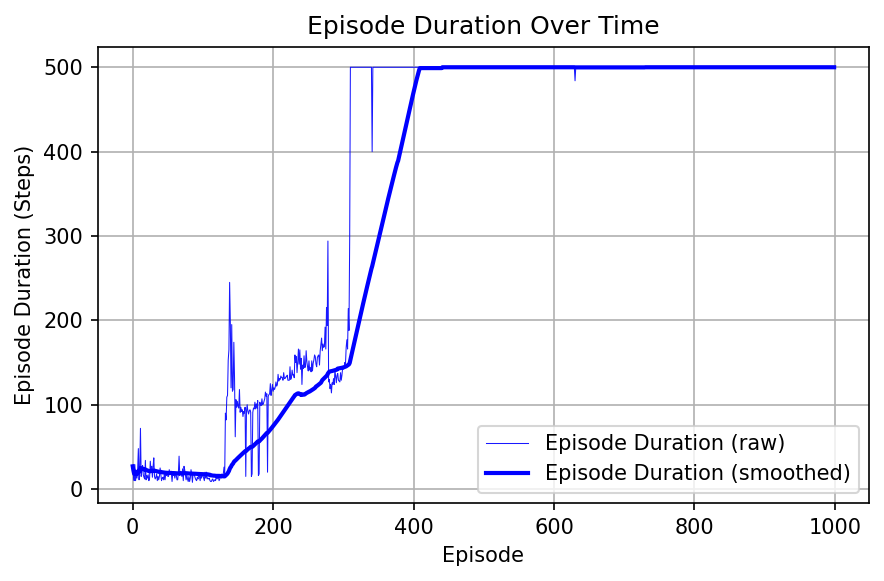 Episode Duration Over Time
Episode Duration (Steps)
500
400
300
200
100
0
0 200 400 600 800 1000
Episode
Episode Duration (raw)
Episode Duration (smoothed)